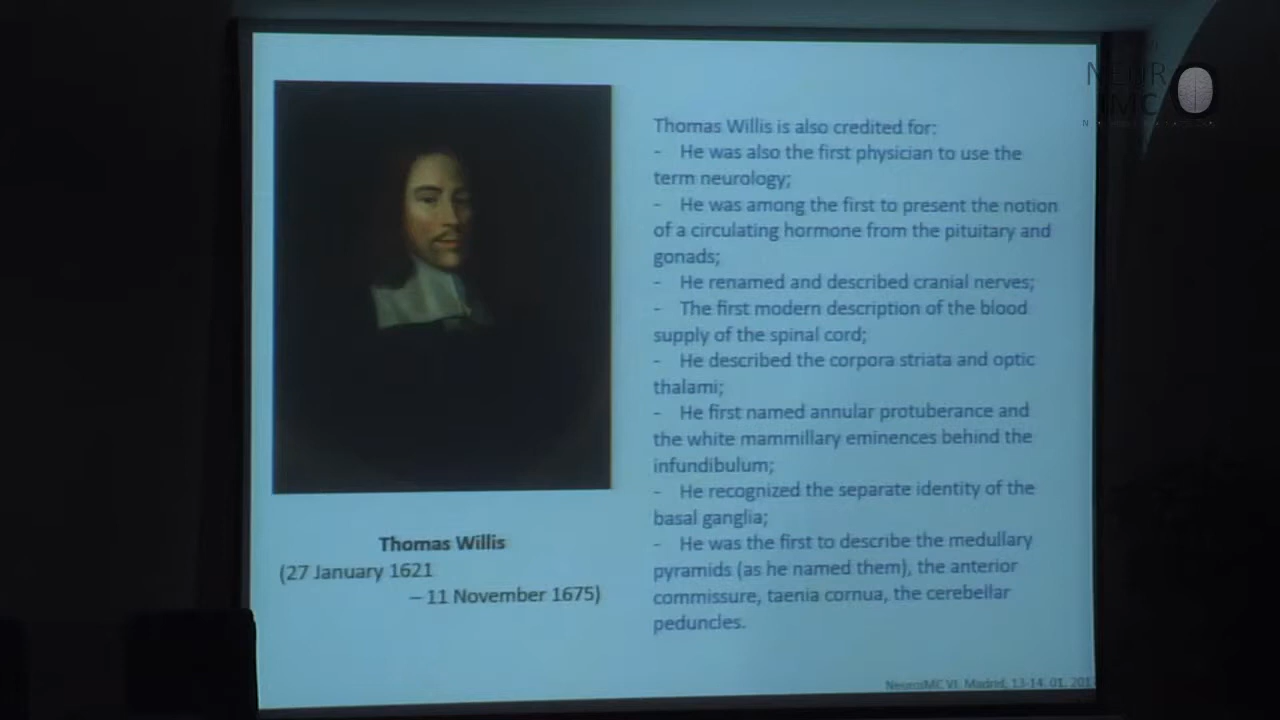 Thomas Willis
(27 January 1621
– 11 November 1675)
Thomas Willis is also credited for:
- He was also the first physician to use the
term neurology;
- He was among the first to present the notion
of a circulating hormone from the pituitary and
gonads;
- He renamed and described cranial nerves;
- The first modern description of the blood
supply of the spinal cord;
- He described the corpora striata and optic
thalami;
- He first named annular protuberance and
the white mammillary eminences behind the
infundibulum;
- He recognized the separate identity of the
basal ganglia;
- He was the first to describe the medullary
pyramids (as he named them), the anterior
commissure, taenia cornua, the cerebellar
peduncles.
Madrid, 13-14. 01.